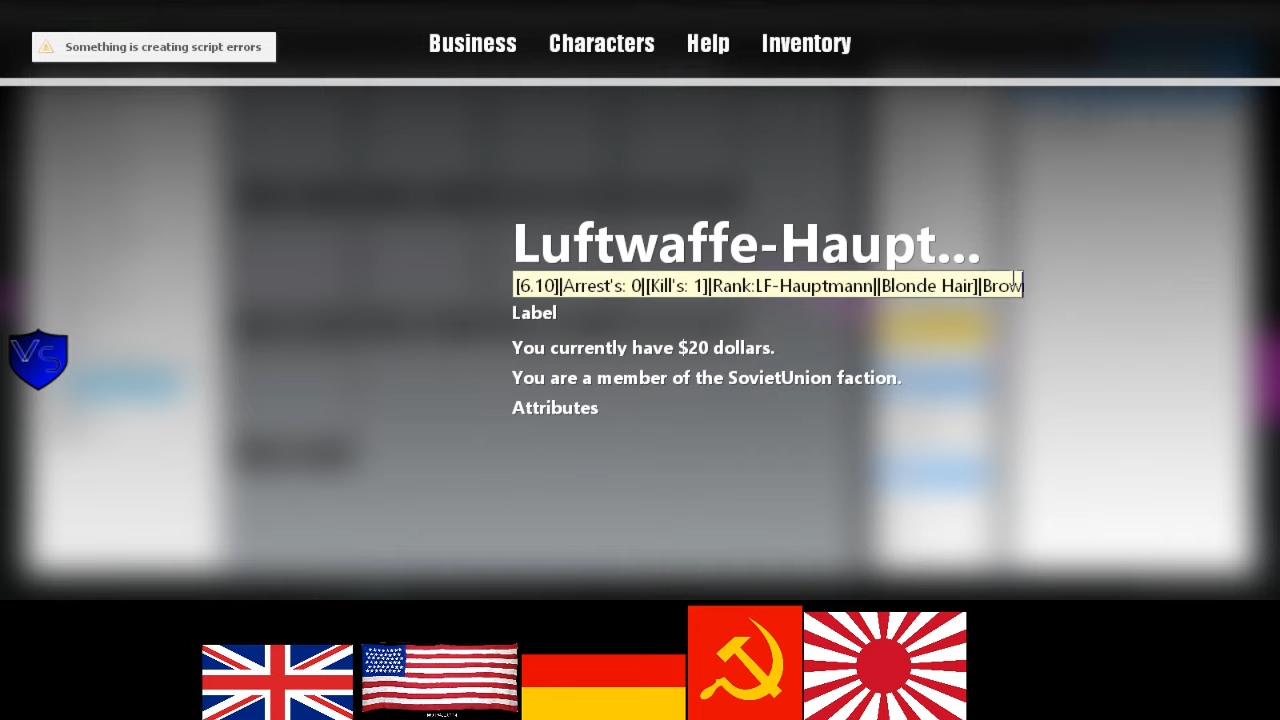 Something is creating script errors
Business Characters Help Inventory
Luftwaffe-Haupt...
[6.10]|Arrest's: 0|[Kill's: 1]|Rank:LF-Hauptmann||Blonde Hair]|Brow
Label
You currently have $20 dollars.
You are a member of the SovietUnion faction.
Attributes
VS